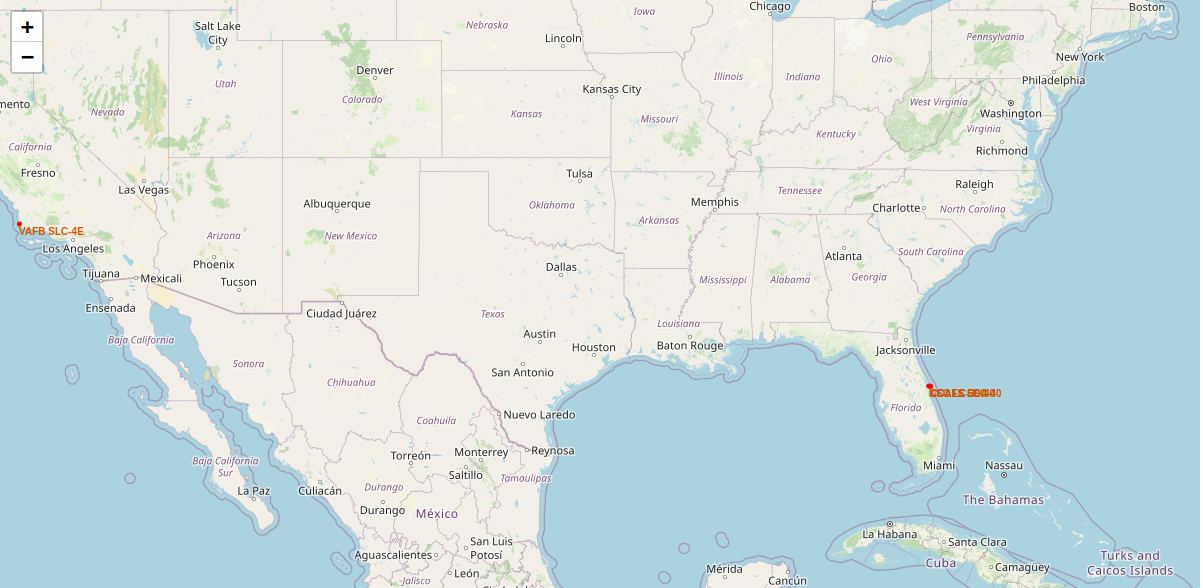 +
−
Chicago
Boston
Iowa
Nebraska
Salt Lake
City
Lincoln
Pennsylvania
New York
Ohio
Denver
Illinois
Indiana
Philadelphia
Utah
Kansas City
Colorado
mento
West Virginia
Washington
Nevada
Kansas
Missouri
Virginia
Kentucky
California
Richmond
Fresno
Tulsa
Las Vegas
Raleigh
Tennessee
Albuquerque
Memphis
Oklahoma
Charlotte
North Carolina
Arkansas
VAFB SLC-4E
Arizona
New Mexico
Los Angeles
South Carolina
Atlanta
Phoenix
Dallas
Tijuana
Mexicali
Tucson
Mississippi
Alabama
Georgia
Ensenada
Ciudad Juárez
Texas
Louisiana
Austin
Baja California
Houston
Baton Rouge
Jacksonville
Sonora
San Antonio
Chihuahua
Florida
Nuevo Laredo
Coahuila
Monterrey
Reynosa
Torreón
Baja California
Sur
Miami
Nassau
Saltillo
Tamaulipas
Durango
La Paz
Culiacán
The Bahamas
Durango
México
La Habana
San Luis
Potosí
Santa Clara
Aguascalientes
Cuba
Turks and
Caicos Islands
Camagüey
León
Mérida
Jalisco
Cancún